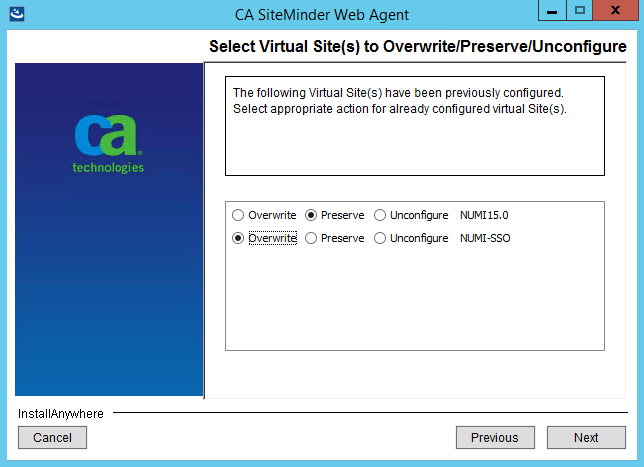 CA SiteMinder Web Agent
Select Virtual Site(s) to Overwrite/Preserve/Unconfigure
ca
technologies
The following Virtual Site(s) have been previously configured.
Select appropriate action for already configured virtual Site(s).
Overwrite Preserve Unconfigure NUMI15.0
Overwrite Preserve Unconfigure NUMI-SSO
InstallAnywhere
Cancel Previous Next